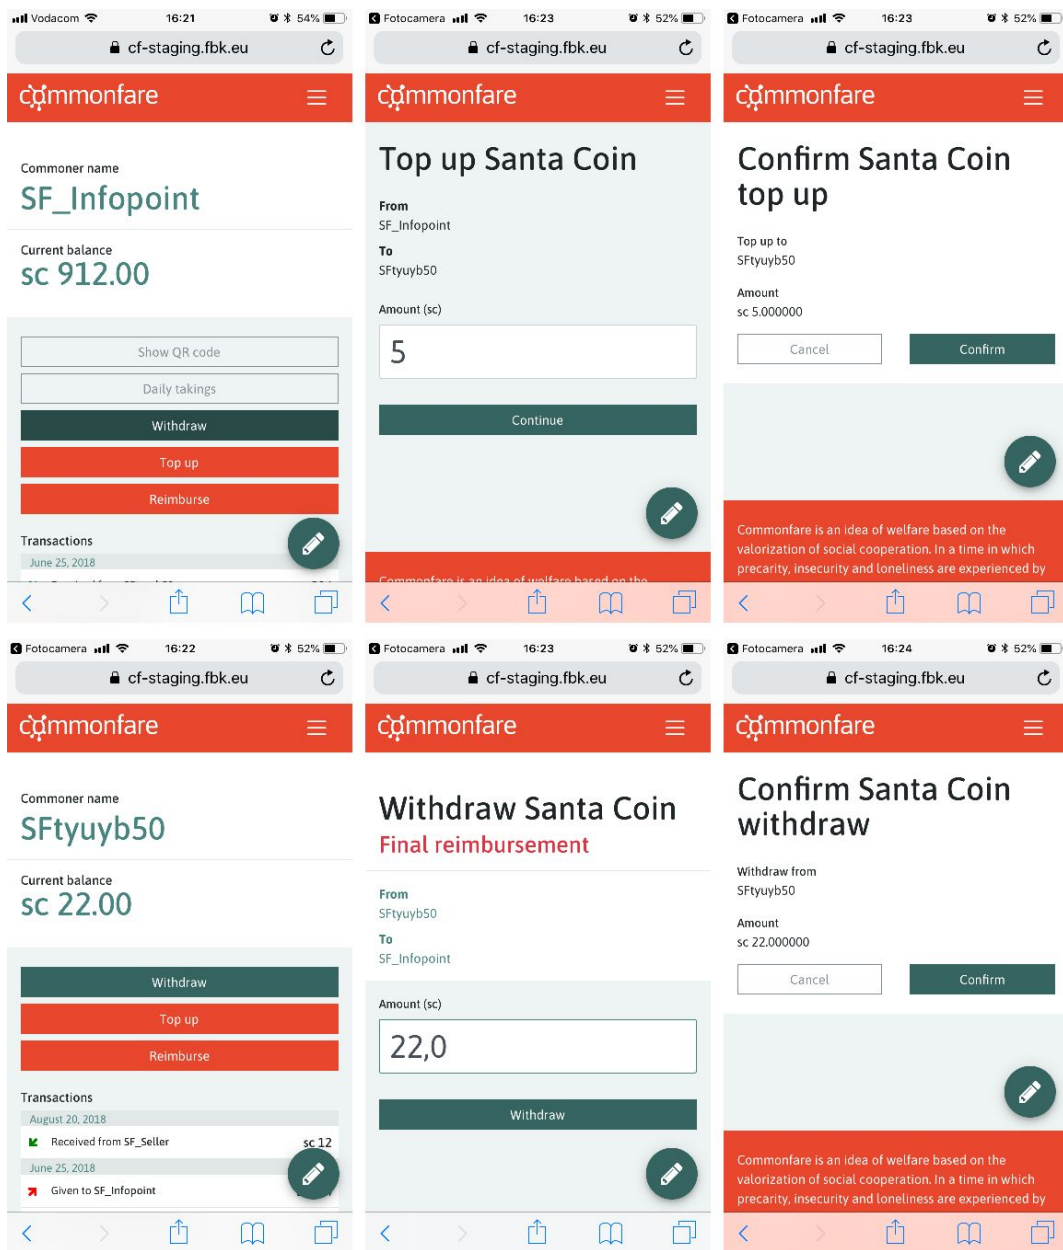 Vodacom 16:21 54%
cf-staging.fbk.eu
commonfare
Commoner name
SF_Infopoint
Current balance
sc 912.00
Show QR code
Daily takings
Withdraw
Top up
Reimburse
Transactions
June 25, 2018
Fotocamera 16:23 52%
cf-staging.fbk.eu
commonfare
Top up Santa Coin
From
SF_Infopoint
To
SFtyuyb50
Amount (sc)
5
Continue
Commonfare is an idea of welfare based on the
Fotocamera 16:23 52%
cf-staging.fbk.eu
commonfare
Confirm Santa Coin
top up
Top up to
SFtyuyb50
Amount
sc 5.000000
Cancel Confirm
Commonfare is an idea of welfare based on the
valorization of social cooperation. In a time in which
precarity, insecurity and loneliness are experienced by
Fotocamera 16:22 52%
cf-staging.fbk.eu
commonfare
Commoner name
SFtyuyb50
Current balance
sc 22.00
Withdraw
Top up
Reimburse
Transactions
August 20, 2018
Received from SF_Seller sc 12
June 25, 2018
Given to SF_Infopoint
Fotocamera 16:23 52%
cf-staging.fbk.eu
commonfare
Withdraw Santa Coin
Final reimbursement
From
SFtyuyb50
To
SF_Infopoint
Amount (sc)
22,0
Withdraw
Fotocamera 16:24 52%
cf-staging.fbk.eu
commonfare
Confirm Santa Coin
withdraw
Withdraw from
SFtyuyb50
Amount
sc 22.000000
Cancel Confirm
Commonfare is an idea of welfare based on the
valorization of social cooperation. In a time in which
precarity, insecurity and loneliness are experienced by